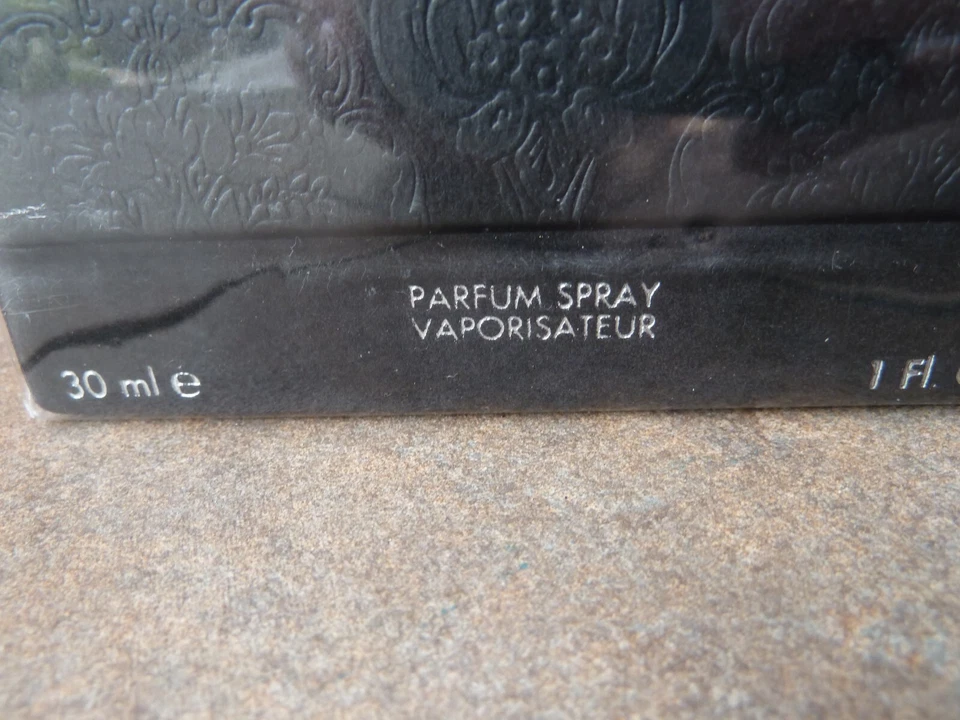 PARFUM SPRAY
VAPORISATEUR
30 ml e
1 Fl.